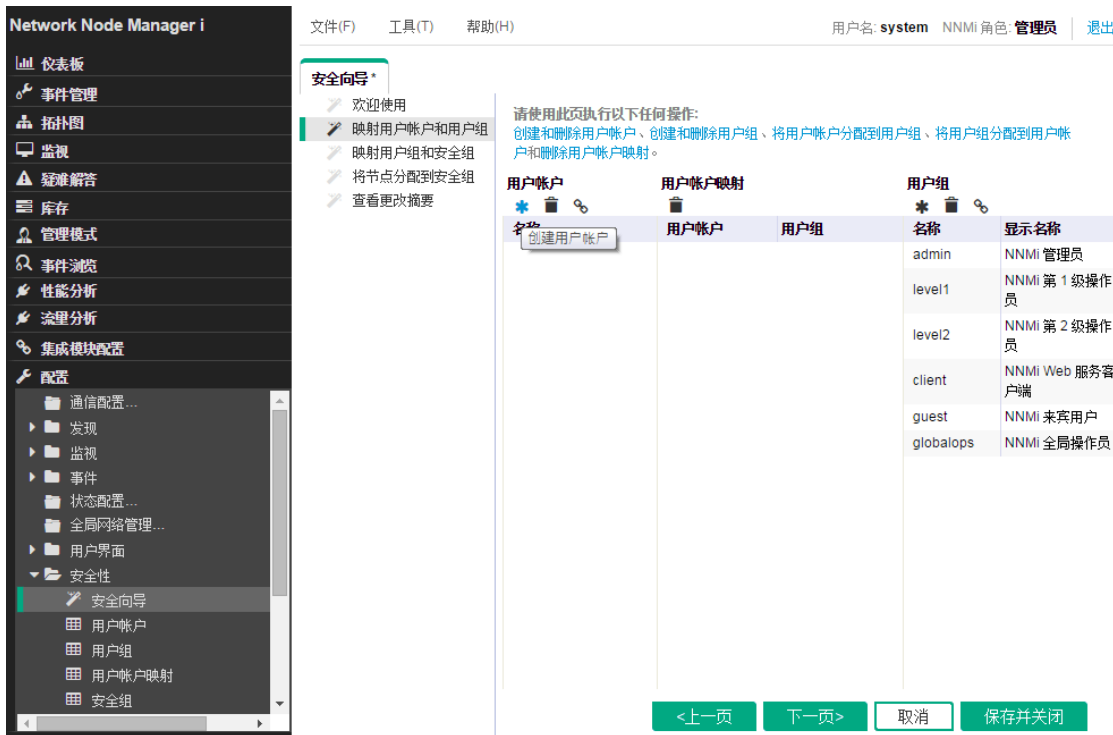 Network Node Manager i
文件(F) 工具(T) 帮助(H)
用户名: system NNMi 角色: 管理员 退出
仪表板
事件管理
拓扑图
监视
疑难解答
库存
管理模式
事件浏览
性能分析
流量分析
集成模块配置
配置
通信配置...
发现
监视
事件
状态配置...
全局网络管理...
用户界面
安全性
安全向导
用户帐户
用户组
用户帐户映射
安全组
安全向导*
欢迎使用
映射用户帐户和用户组
映射用户组和安全组
将节点分配到安全组
查看更改摘要
请使用此页执行以下任何操作:
创建和删除用户帐户、创建和删除用户组、将用户帐户分配到用户组、将用户组分配到用户帐
户和删除用户帐户映射。
用户帐户 用户帐户映射 用户组
用户帐户 用户组 名称 显示名称
创建用户帐户
admin NNMi 管理员
level1 NNMi 第 1 级操作
员
level2 NNMi 第 2 级操作
员
client NNMi Web 服务客
户端
guest NNMi 来宾用户
globalops NNMi 全局操作员
<上一页 下一页> 取消 保存并关闭